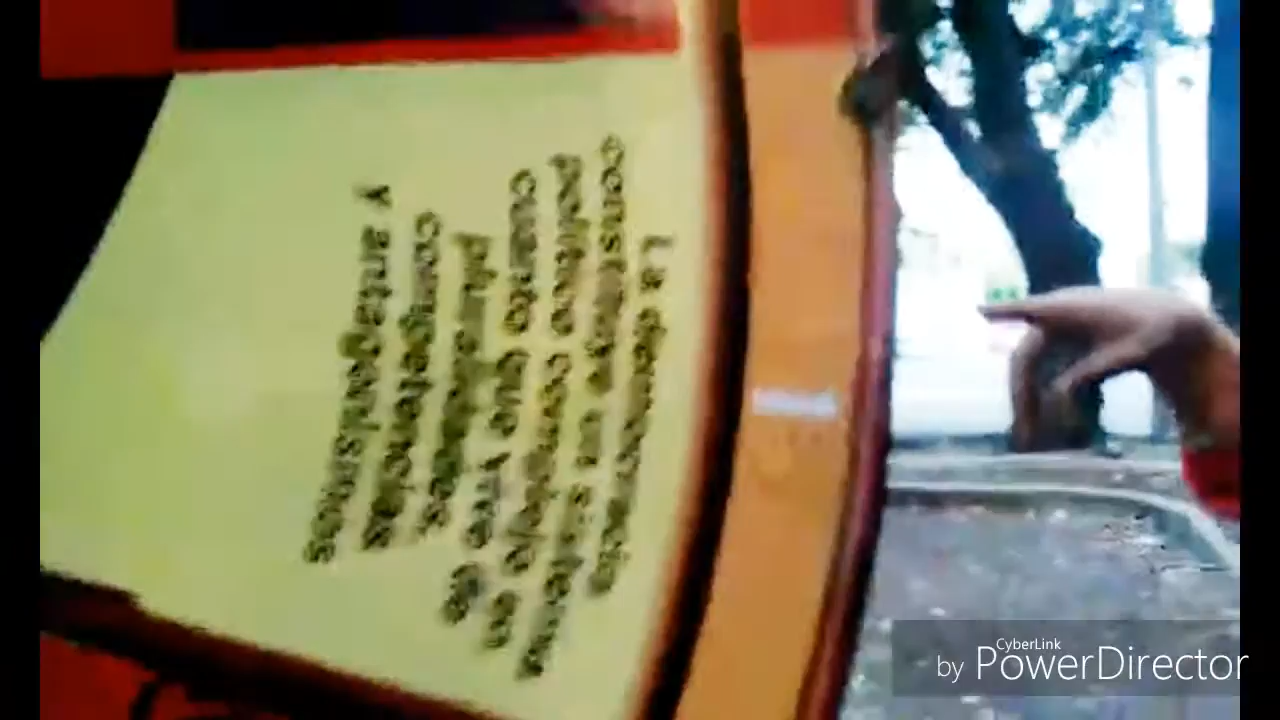 La democracia
constituye un sistema
político complejo en
cuanto que vive de
pluralidades,
competencias
y antagonismos
CyberLink
by PowerDirector